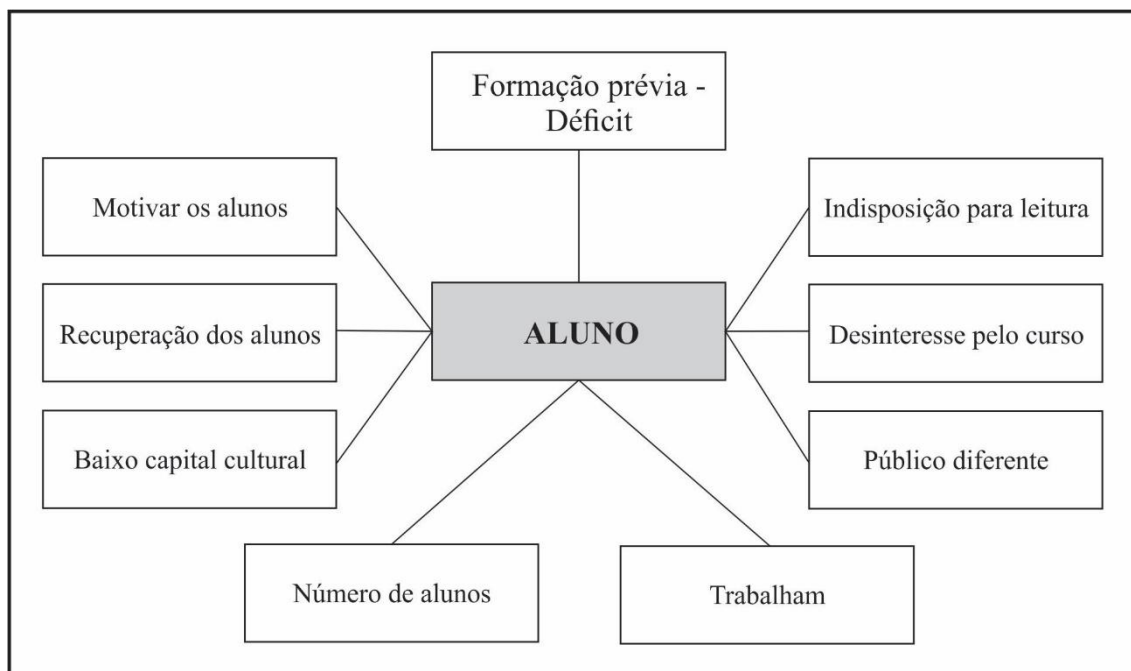 Formação prévia -
Déficit
Motivar os alunos
Indisposição para leitura
Recuperação dos alunos
ALUNO
Desinteresse pelo curso
Baixo capital cultural
Público diferente
Número de alunos
Trabalham